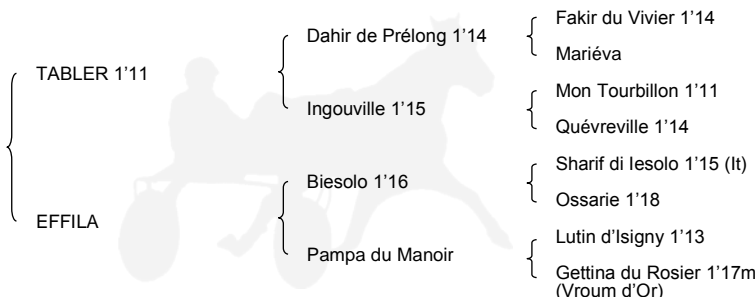 Fakir du Vivier 1’14
Dahir de Prélong 1’14
Mariéva
TABLER 1’11
Mon Tourbillon 1’11
Ingouville 1’15
Quévreville 1’14
Sharif di Iesolo 1’15 (It)
Biesolo 1’16
Ossarie 1’18
EFFILA
Lutin d’Isigny 1’13
Pampa du Manoir
Gettina du Rosier 1’17m
(Vroum d’Or)